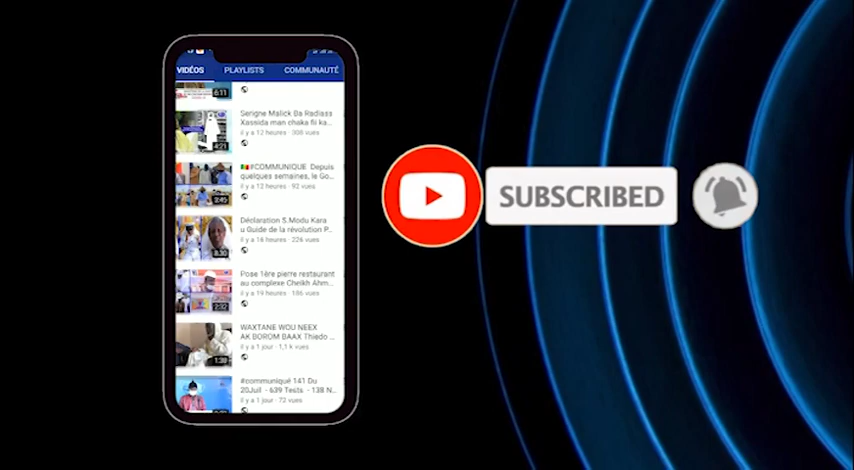 VIDÉOS PLAYLISTS COMMUNAUTÉ
6:11
Serigne Malick Ba Radiass
Xassida man chaka fii ka...
il y a 12 heures · 308 vues
4:21
#COMMUNIQUE Depuis
quelques semaines, le Go...
il y a 12 heures · 92 vues
3:45
Déclaration S.Modu Kara
u Guide de la révolution P...
il y a 16 heures · 226 vues
8:30
Pose 1ère pierre restaurant
au complexe Cheikh Ahm...
il y a 19 heures · 186 vues
2:32
WAXTANE WOU NEEX
AK BOROM BAAX Thiedo ...
il y a 1 jour · 1,1 k vues
1:38
#communiqué 141 Du
20Juil - 639 Tests - 138 N...
il y a 1 jour · 72 vues
SUBSCRIBED